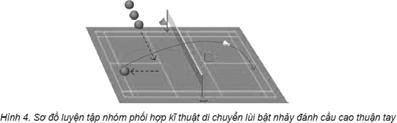 Hình 4. Sơ đồ luyện tập nhóm phối hợp kĩ thuật di chuyển lùi bật nhảy đánh cầu cao thuận tay